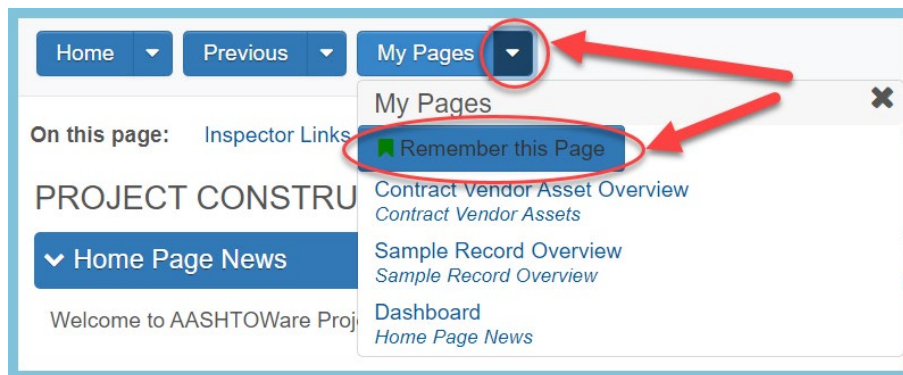 Home
Previous
My Pages
My Pages
On this page: Inspector Links
Remember this Page
PROJECT CONSTRU
Contract Vendor Asset Overview
Contract Vendor Assets
Home Page News
Sample Record Overview
Sample Record Overview
Welcome to AASHTOWare Proj
Dashboard
Home Page News